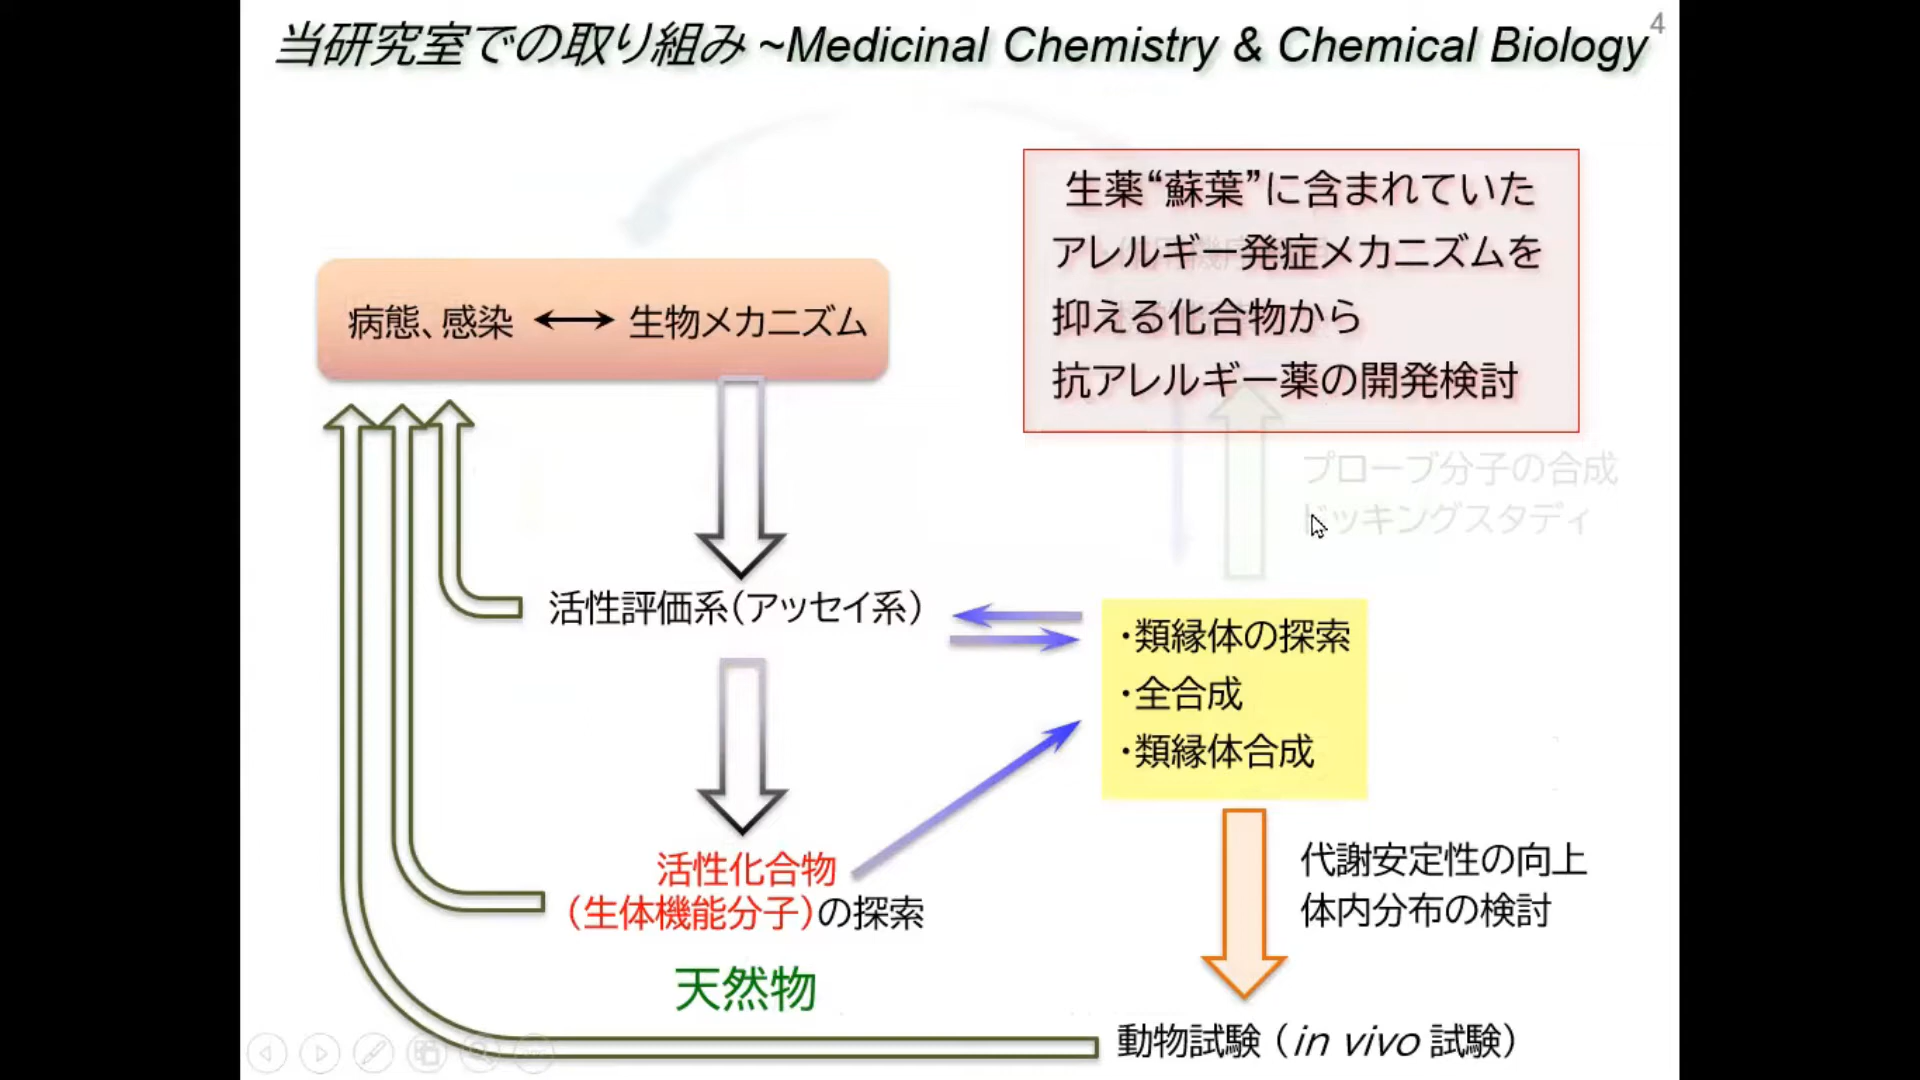 当研究室での取り組み ~Medicinal Chemistry & Chemical Biology
4
生薬“蘇葉”に含まれていた
アレルギー発症メカニズムを
抑える化合物から
抗アレルギー薬の開発検討
病態、感染 ⟷ 生物メカニズム
プローブ分子の合成
ドッキングスタディ
活性評価系（アッセイ系）
・類縁体の探索
・全合成
・類縁体合成
活性化合物
（生体機能分子）の探索
代謝安定性の向上
体内分布の検討
天然物
動物試験（in vivo 試験）